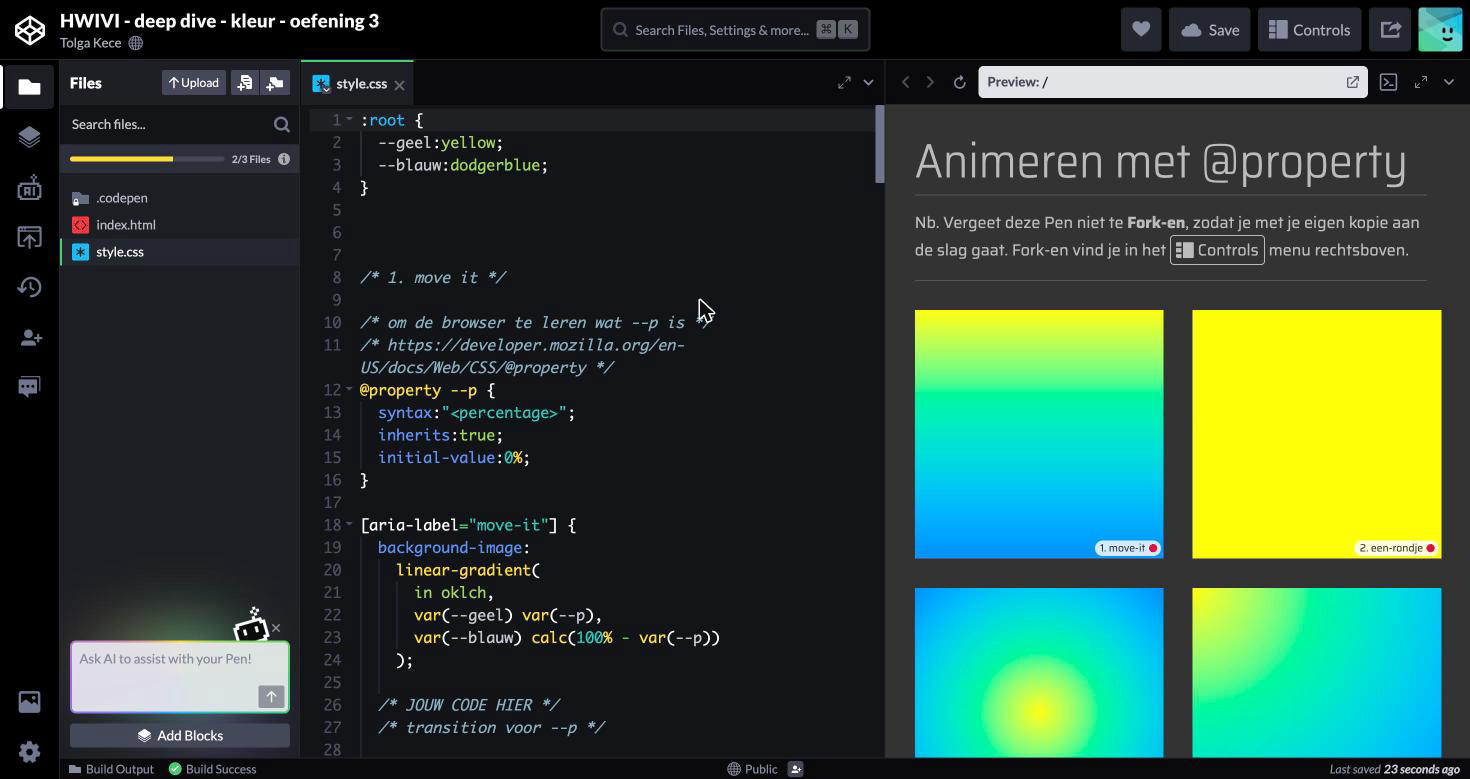 HWIVI - deep dive - kleur - oefening 3
Tolga Kece
Search Files, Settings & more... ⌘ K
Save
Controls
Files
Upload
Search files...
2/3 Files
.codepen
index.html
style.css
Ask AI to assist with your Pen!
Add Blocks
style.css
1 :root {
2 --geel:yellow;
3 --blauw:dodgerblue;
4 }
5
6
7
8 /* 1. move it */
9
10 /* om de browser te leren wat --p is */
11 /* https://developer.mozilla.org/en-
US/docs/Web/CSS/@property */
12 @property --p {
13 syntax:"<percentage>";
14 inherits:true;
15 initial-value:0%;
16 }
17
18 [aria-label="move-it"] {
19 background-image:
20 linear-gradient(
21 in oklch,
22 var(--geel) var(--p),
23 var(--blauw) calc(100% - var(--p))
24 );
25
26 /* JOUW CODE HIER */
27 /* transition voor --p */
28
Preview: /
Animeren met @property
Nb. Vergeet deze Pen niet te Fork-en, zodat je met je eigen kopie aan
de slag gaat. Fork-en vind je in het Controls menu rechtsboven.
1. move-it
2. een-rondje
Build Output
Build Success
Public
Last saved 23 seconds ago